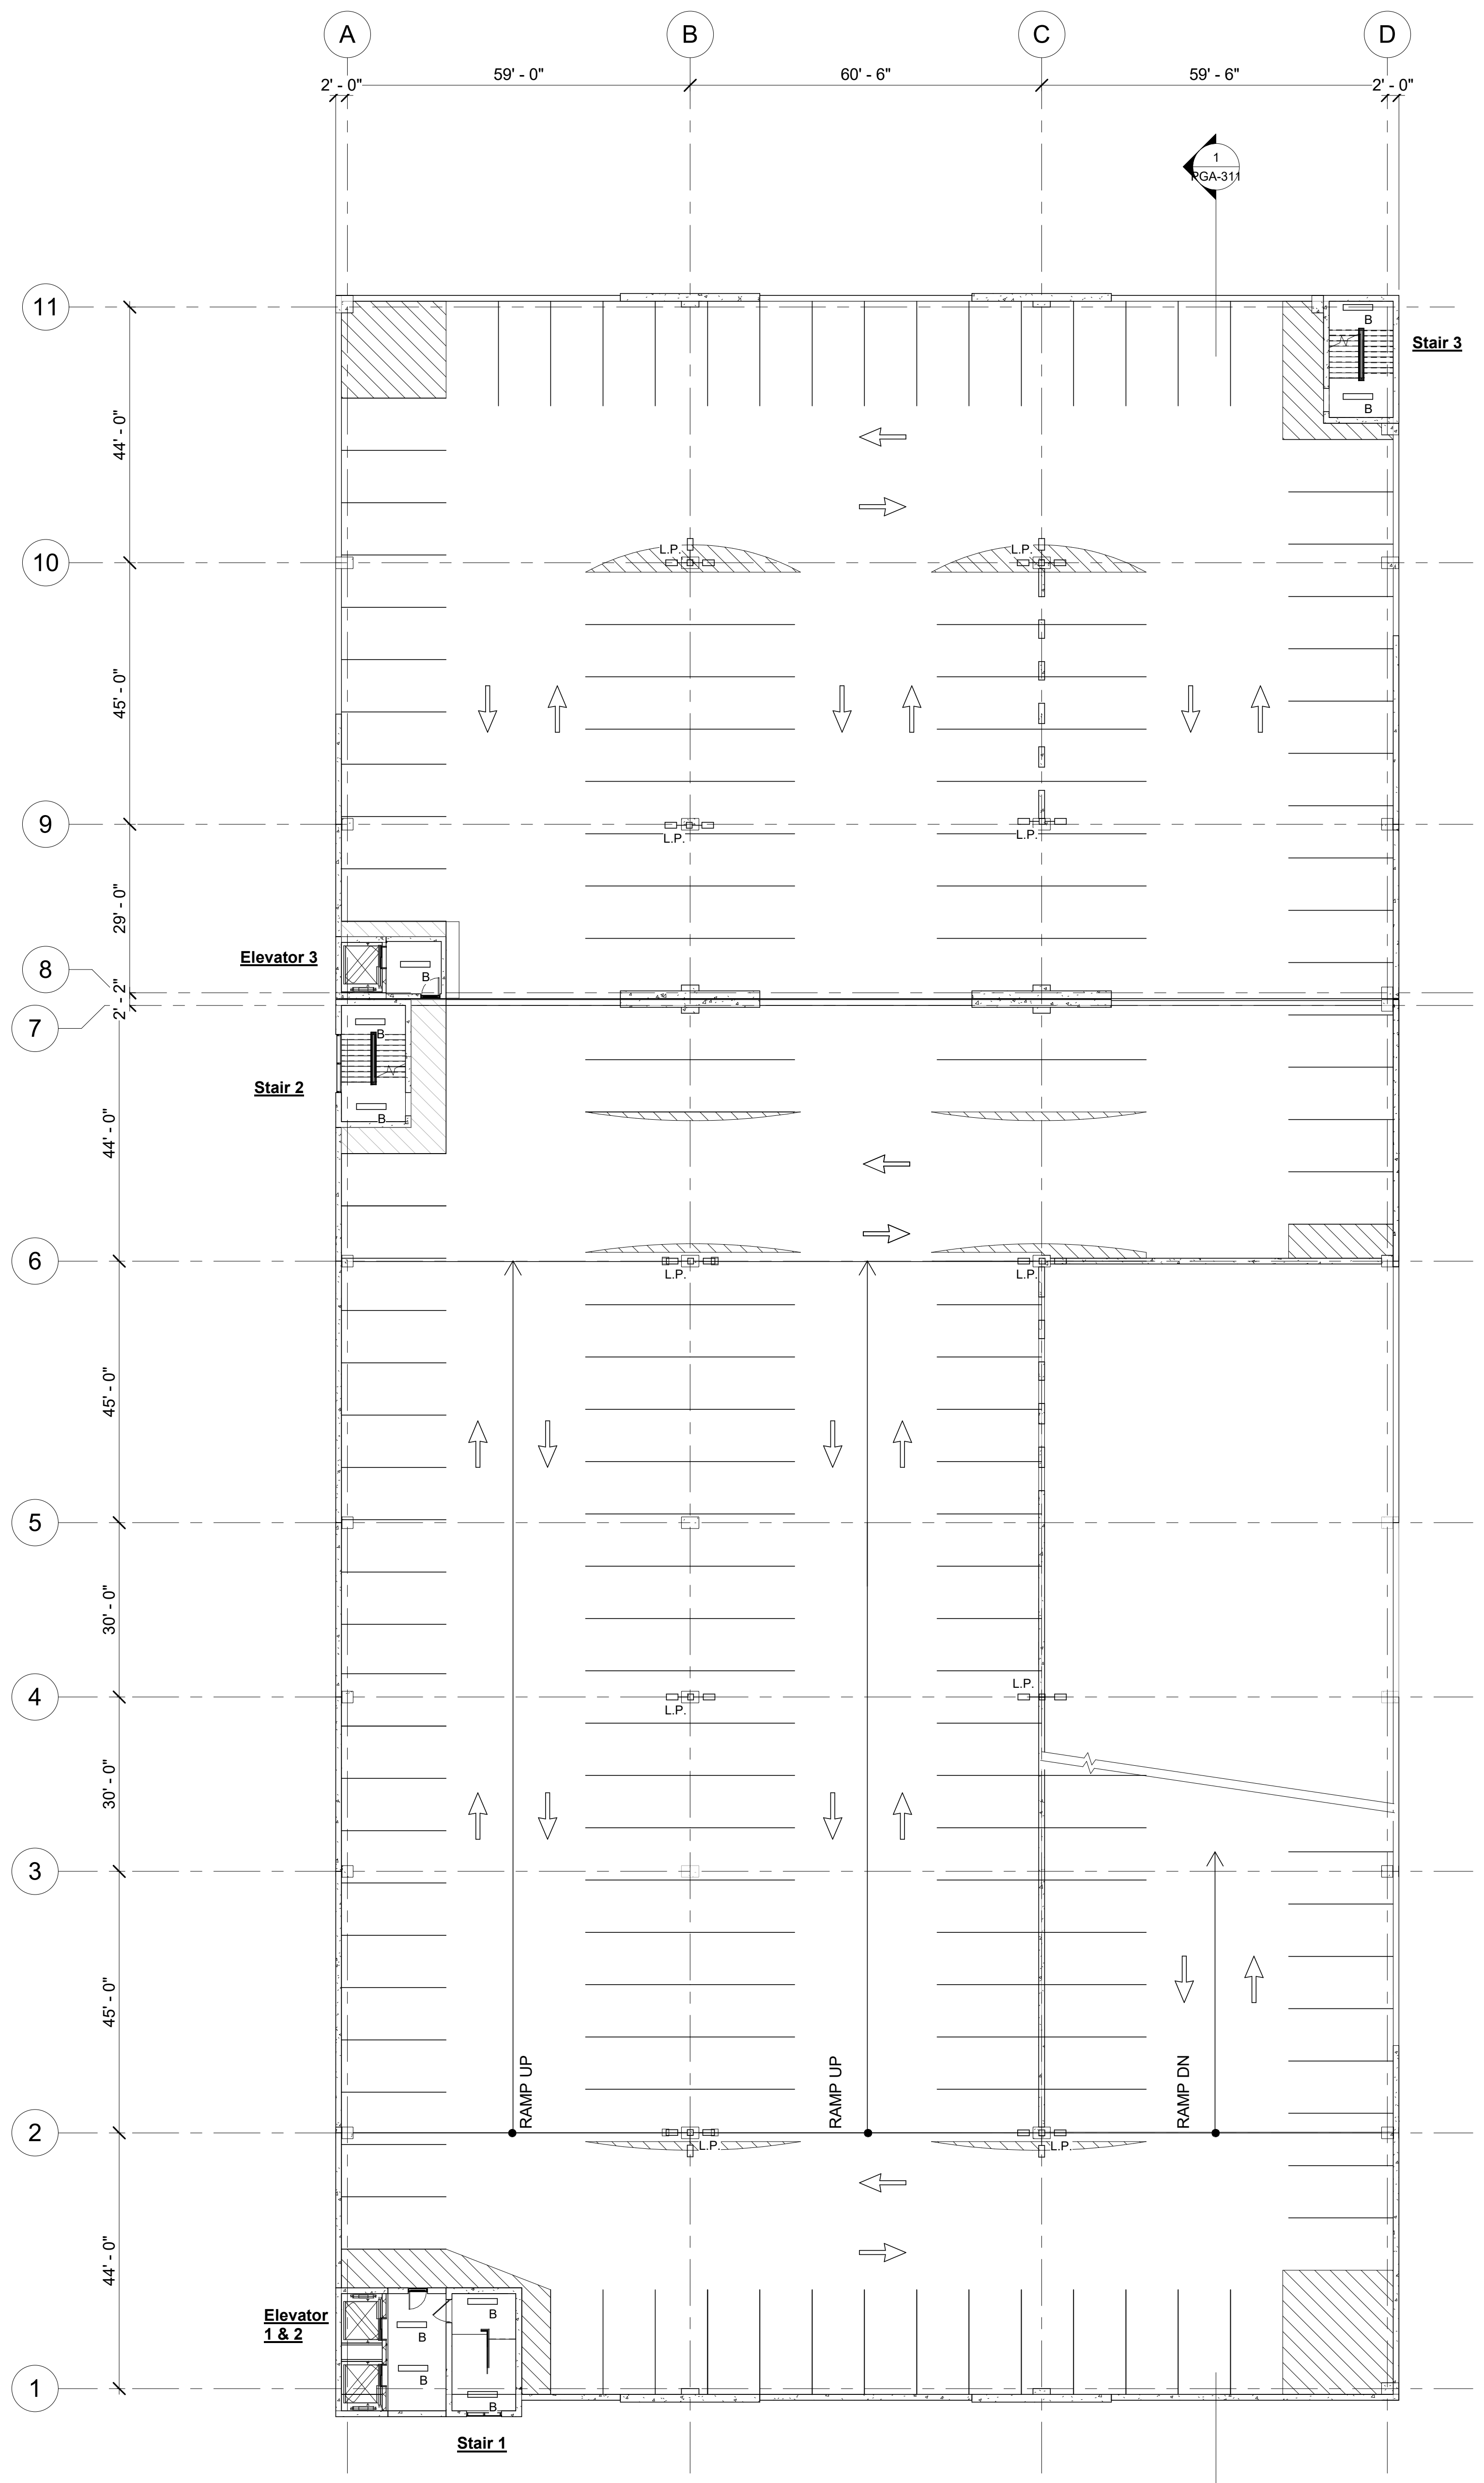 A
B
C
D
2' - 0"
59' - 0"
60' - 6"
59' - 6"
2' - 0"
1
PGA-311
11
B
Stair 3
B
44' - 0"
L.P.
L.P.
10
45' - 0"
9
L.P.
L.P.
29' - 0"
Elevator 3
8
B
2' - 2"
7
B
Stair 2
B
44' - 0"
6
L.P.
L.P.
45' - 0"
5
30' - 0"
4
L.P.
L.P.
30' - 0"
3
45' - 0"
RAMP UP
RAMP UP
RAMP DN
2
L.P.
L.P.
44' - 0"
Elevator
1 & 2
B
B
B
1
B
Stair 1